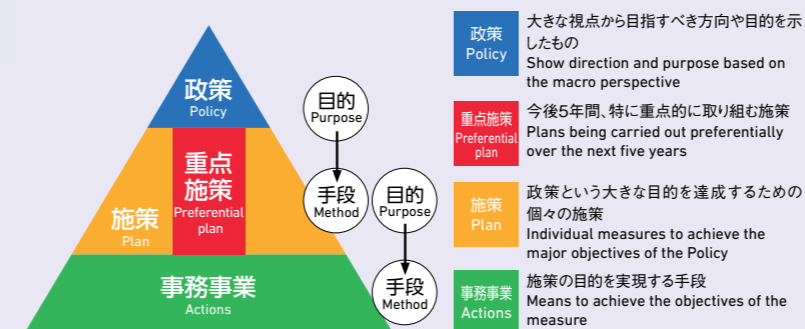 政策
Policy
重点
施策
Preferential
plan
施策
Plan
事務事業
Actions
目的
Purpose
手段
Method
目的
Purpose
手段
Method
政策
Policy
大きな視点から目指すべき方向や目的を示
したもの
Show direction and purpose based on
the macro perspective
重点施策
Preferential
plan
今後5年間、特に重点的に取り組む施策
Plans being carried out preferentially
over the next five years
施策
Plan
政策という大きな目的を達成するための
個々の施策
Individual measures to achieve the
major objectives of the Policy
事務事業
Actions
施策の目的を実現する手段
Means to achieve the objectives of the
measure